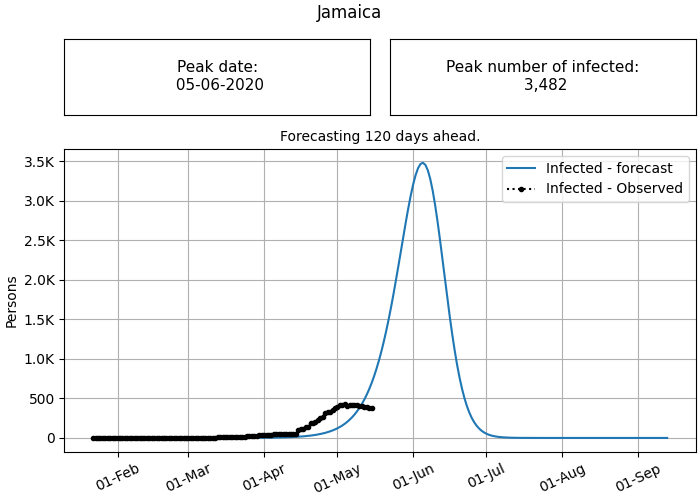 Jamaica
Peak date:
05-06-2020
Peak number of infected:
3,482
Forecasting 120 days ahead.
Infected - forecast
Infected - Observed
3.5K
3.0K
2.5K
2.0K
1.5K
1.0K
500
0
Persons
01-Feb
01-Mar
01-Apr
01-May
01-Jun
01-Jul
01-Aug
01-Sep